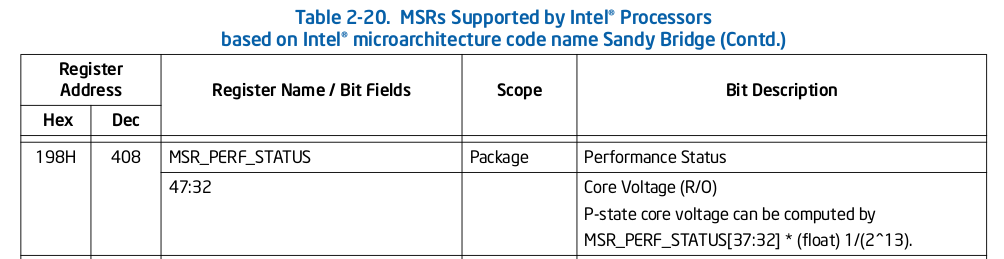 Table 2-20. MSRs Supported by Intel® Processors
based on Intel® microarchitecture code name Sandy Bridge (Contd.)
Register
Address
Register Name / Bit Fields
Scope
Bit Description
Hex
Dec
198H
408
MSR_PERF_STATUS
Package
Performance Status
47:32
Core Voltage (R/O)
P-state core voltage can be computed by
MSR_PERF_STATUS[37:32] * (float) 1/(2^13).